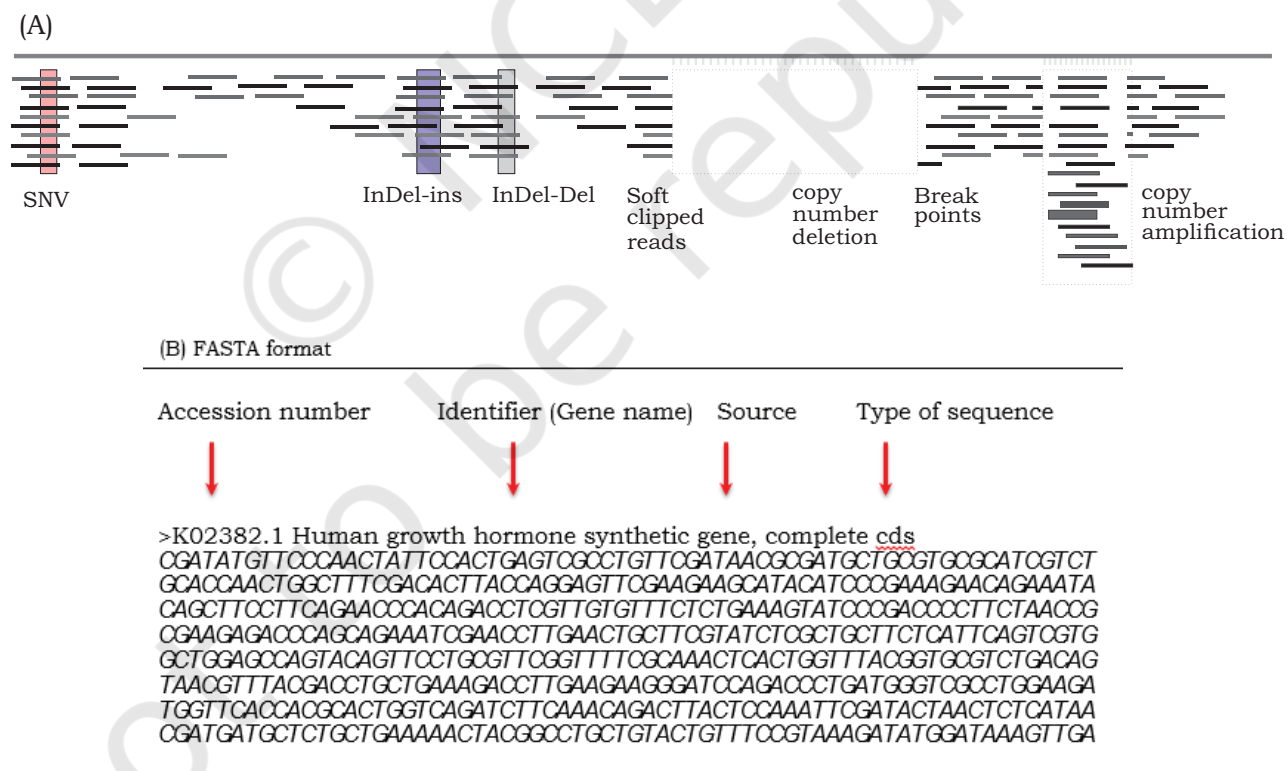 (A)
SNV
InDel-ins
InDel-Del
Soft
clipped
reads
copy
number
deletion
Break
points
copy
number
amplification
(B) FASTA format
Accession number Identifier (Gene name) Source Type of sequence
>K02382.1 Human growth hormone synthetic gene, complete cds
CGATATGTTCCCAACTATTCCACTGAGTCGCCTGTTCGATAACGCGATGCTGCGTGCGCATCGTCT
GCACCAACTGGCTTTCGACACTTACCAGGAGTTCGAAGAAGCATACATCCCGAAAGAACAGAAATA
CAGCTTCCTTCAGAACCCACAGACCTCGTTGTGTTTCTCTGAAAGTATCCCGACCCCTTCTAACCG
CGAAGAGACCCAGCAGAAATCGAACCTTGAACTGCTTCGTATCTCGCTGCTTCTCATTCAGTCGTG
GCTGGAGCCAGTACAGTTCCTGCGTTCGGTTTTCGCAAACTCACTGGTTTACGGTGCGTCTGACAG
TAACGTTTACGACCTGCTGAAAGACCTTGAAGAAGGGATCCAGACCCTGATGGGTCGCCTGGAAGA
TGGTTCACCACGCACTGGTCAGATCTTCAAACAGACTTACTCCAAATTCGATACTAACTCTCATAA
CGATGATGCTCTGCTGAAAAACTACGGCCTGCTGTACTGTTTCCGTAAAGATATGGATAAAGTTGA